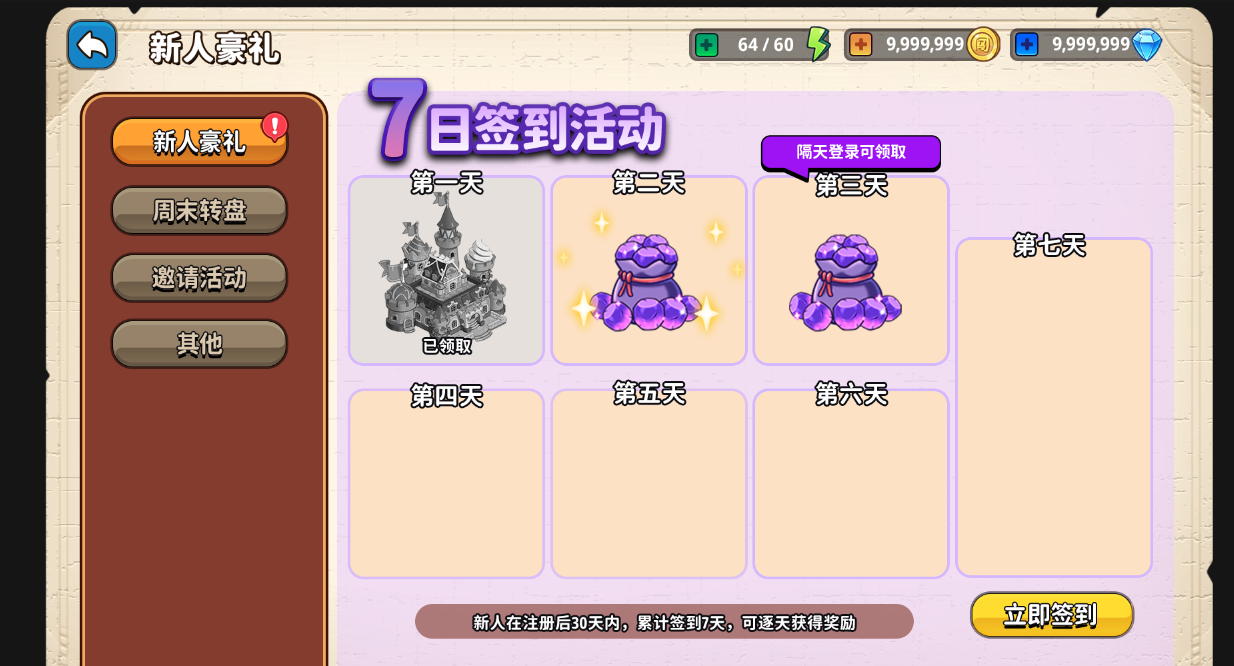 新人豪礼
64 / 60
9,999,999
9,999,999
新人豪礼
周末转盘
邀请活动
其他
7日签到活动
隔天登录可领取
第一天
已领取
第二天
第三天
第四天
第五天
第六天
第七天
新人在注册后30天内，累计签到7天，可逐天获得奖励
立即签到